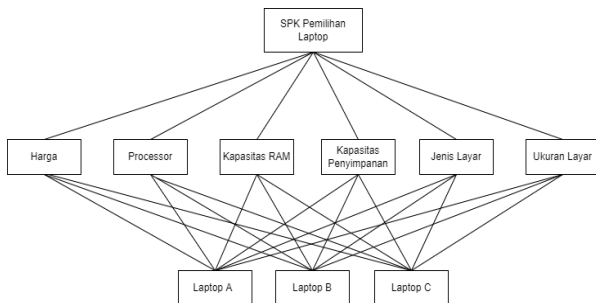 SPK Pemilihan
Laptop
Harga
Processor
Kapasitas RAM
Kapasitas
Penyimpanan
Jenis Layar
Ukuran Layar
Laptop A
Laptop B
Laptop C